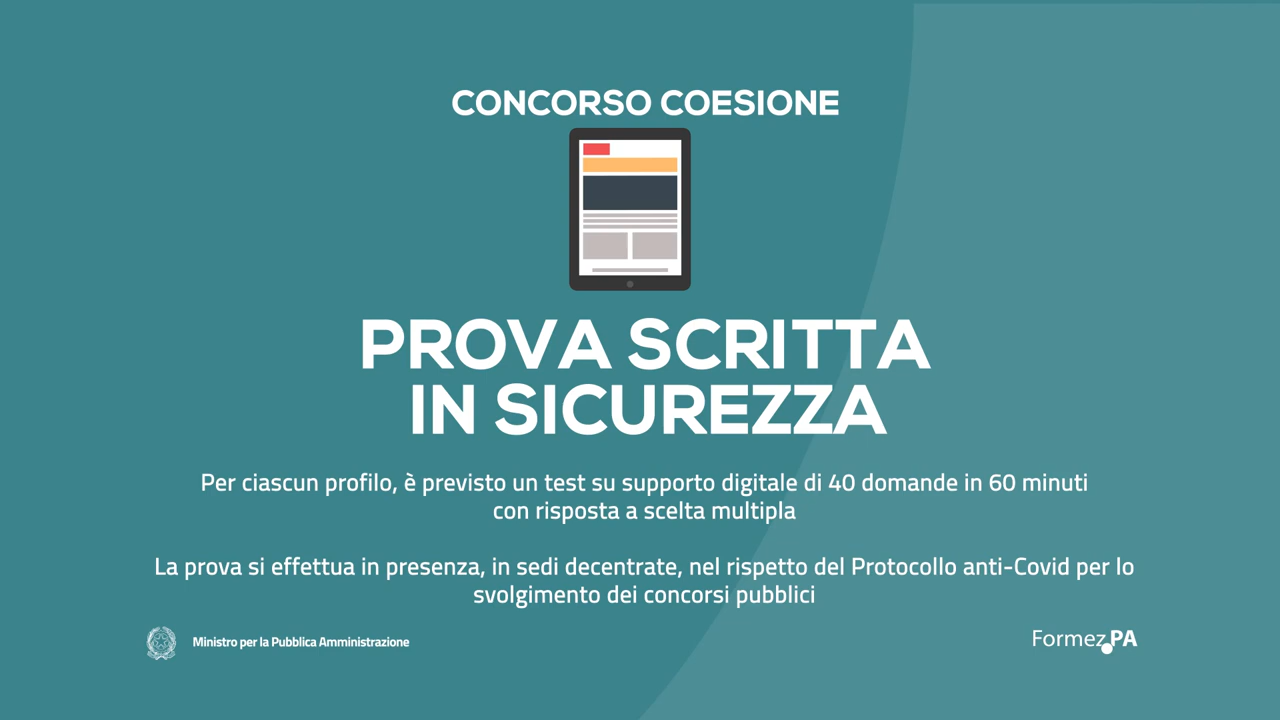 CONCORSO COESIONE
PROVA SCRITTA
IN SICUREZZA
Per ciascun profilo, è previsto un test su supporto digitale di 40 domande in 60 minuti
con risposta a scelta multipla
La prova si effettua in presenza, in sedi decentrate, nel rispetto del Protocollo anti-Covid per lo
svolgimento dei concorsi pubblici
Ministro per la Pubblica Amministrazione
Formez.PA